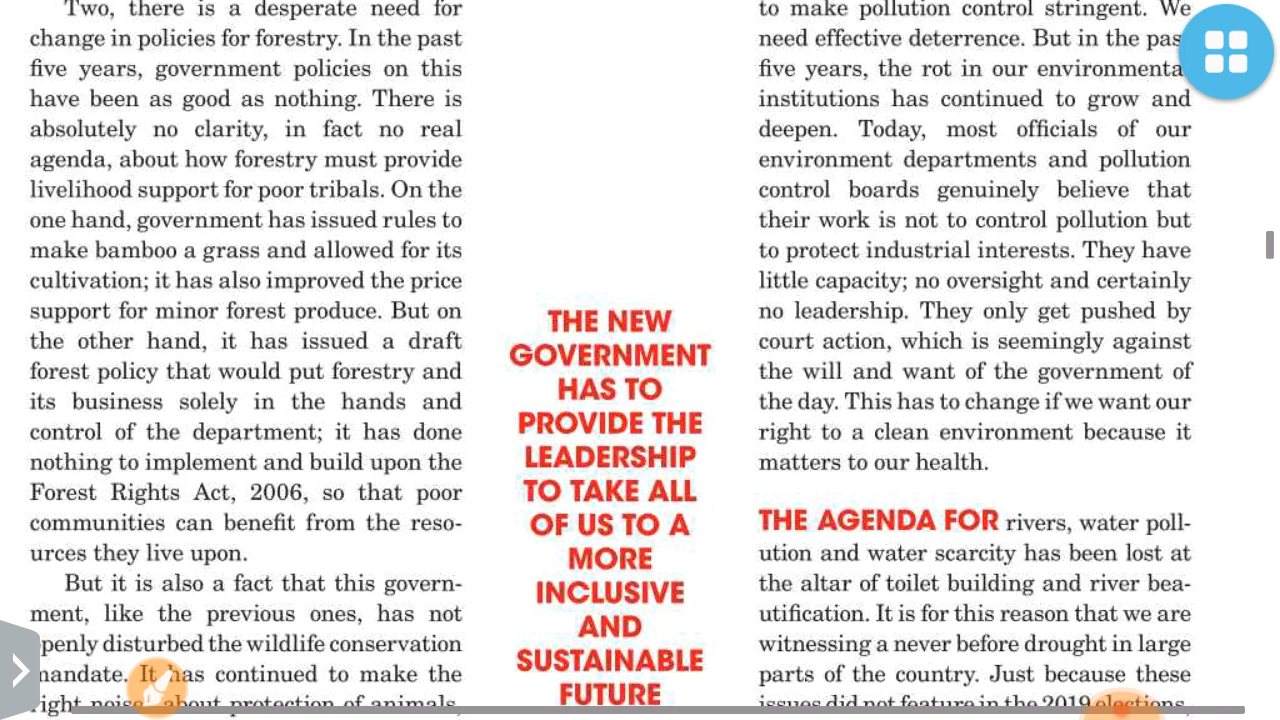 Two, there is a desperate need for
change in policies for forestry. In the past
five years, government policies on this
have been as good as nothing. There is
absolutely no clarity, in fact no real
agenda, about how forestry must provide
livelihood support for poor tribals. On the
one hand, government has issued rules to
make bamboo a grass and allowed for its
cultivation; it has also improved the price
support for minor forest produce. But on
the other hand, it has issued a draft
forest policy that would put forestry and
its business solely in the hands and
control of the department; it has done
nothing to implement and build upon the
Forest Rights Act, 2006, so that poor
communities can benefit from the reso-
urces they live upon.
But it is also a fact that this govern-
ment, like the previous ones, has not
openly disturbed the wildlife conservation
mandate. It has continued to make the
right noise about protection of animals,
THE NEW
GOVERNMENT
HAS TO
PROVIDE THE
LEADERSHIP
TO TAKE ALL
OF US TO A
MORE
INCLUSIVE
AND
SUSTAINABLE
FUTURE
to make pollution control stringent. We
need effective deterrence. But in the pas
five years, the rot in our environmenta
institutions has continued to grow and
deepen. Today, most officials of our
environment departments and pollution
control boards genuinely believe that
their work is not to control pollution but
to protect industrial interests. They have
little capacity; no oversight and certainly
no leadership. They only get pushed by
court action, which is seemingly against
the will and want of the government of
the day. This has to change if we want our
right to a clean environment because it
matters to our health.
THE AGENDA FOR rivers, water poll-
ution and water scarcity has been lost at
the altar of toilet building and river bea-
utification. It is for this reason that we are
witnessing a never before drought in large
parts of the country. Just because these
issues did not feature in the 2019 elections,